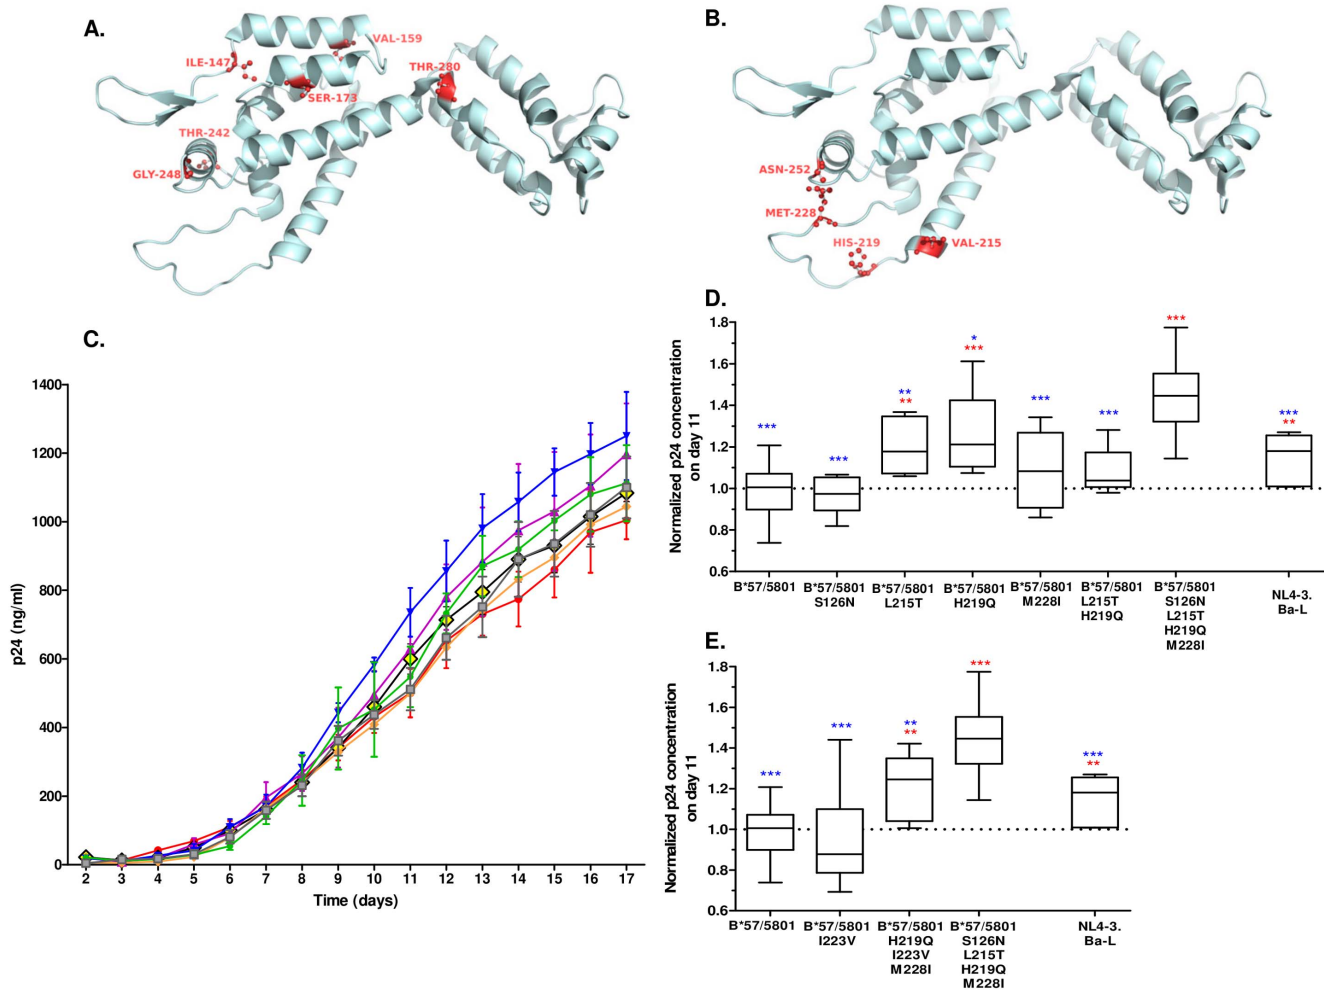 A.
VAL-159
ILE-147
THR-280
SER-173
THR-242
GLY-248
B.
ASN-252
MET-228
HIS-219
VAL-215
C.
p24 (ng/ml)
1400
1200
1000
800
600
400
200
0
2 3 4 5 6 7 8 9 10 11 12 13 14 15 16 17
Time (days)
D.
Normalized p24 concentration
on day 11
1.8
1.6
1.4
1.2
1.0
0.8
0.6
***
***
**
**
*
***
***
***
***
***
**
B*57/5801
B*57/5801
S126N
B*57/5801
L215T
B*57/5801
H219Q
B*57/5801
M228I
B*57/5801
L215T
H219Q
B*57/5801
S126N
L215T
H219Q
M228I
NL4-3.
Ba-L
E.
Normalized p24 concentration
on day 11
1.8
1.6
1.4
1.2
1.0
0.8
0.6
***
***
**
**
***
***
**
B*57/5801
B*57/5801
I223V
B*57/5801
H219Q
I223V
M228I
B*57/5801
S126N
L215T
H219Q
M228I
NL4-3.
Ba-L